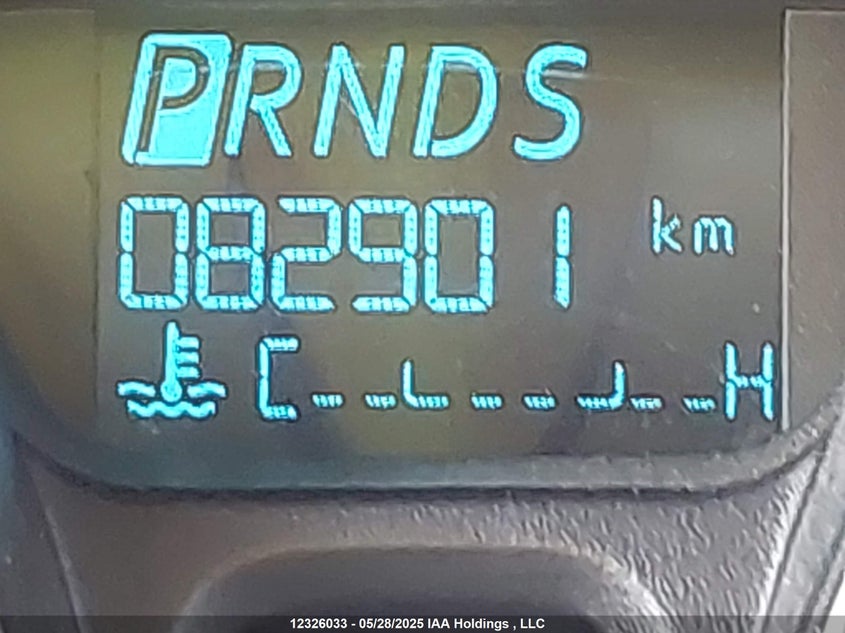 PRNDS
082901 km
C H
12326033 - 05/28/2025 IAA Holdings , LLC